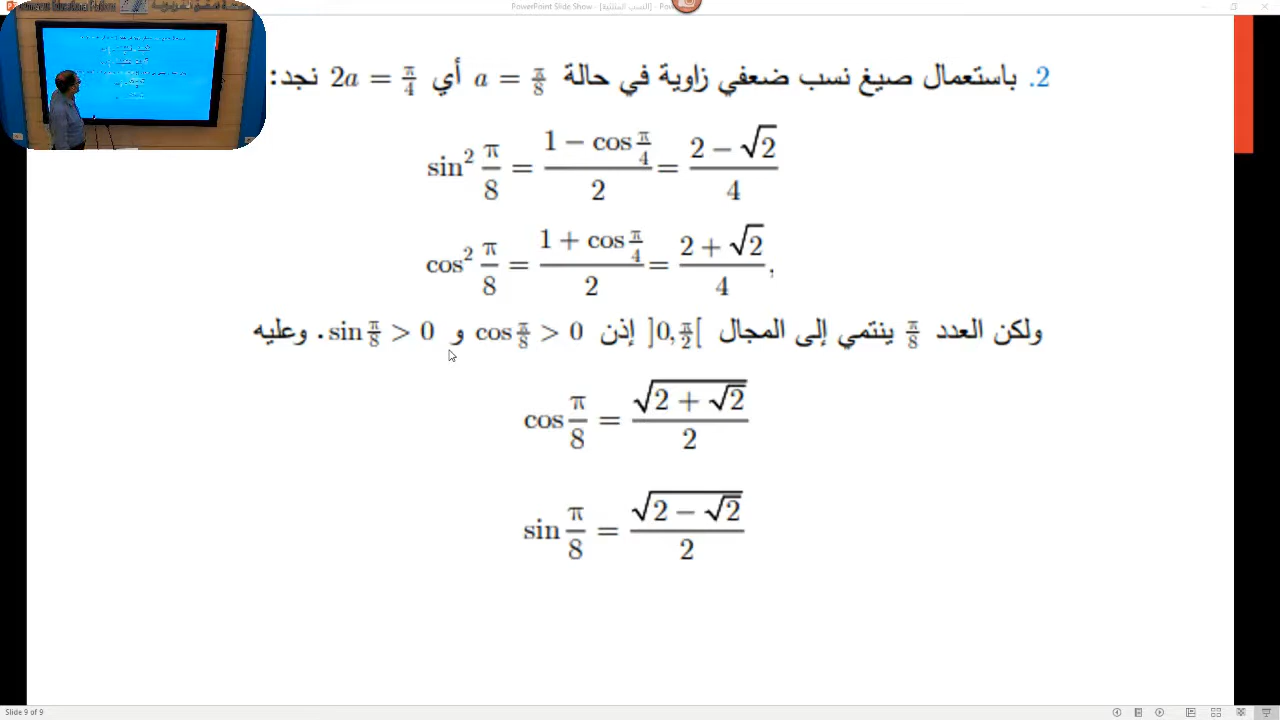 PowerPoint Slide Show - [النسب المثلثية] - Po
2. باستعمال صيغ نسب ضعفي زاوية في حالة a = π/8 أي 2a = π/4 نجد:
sin² π/8 = (1 − cos π/4)/2 = (2 − √2)/4
cos² π/8 = (1 + cos π/4)/2 = (2 + √2)/4,
ولكن العدد π/8 ينتمي إلى المجال ]0, π/2[ إذن cos π/8 > 0 و sin π/8 > 0. وعليه
cos π/8 = √(2 + √2)/2
sin π/8 = √(2 − √2)/2
Slide 9 of 9